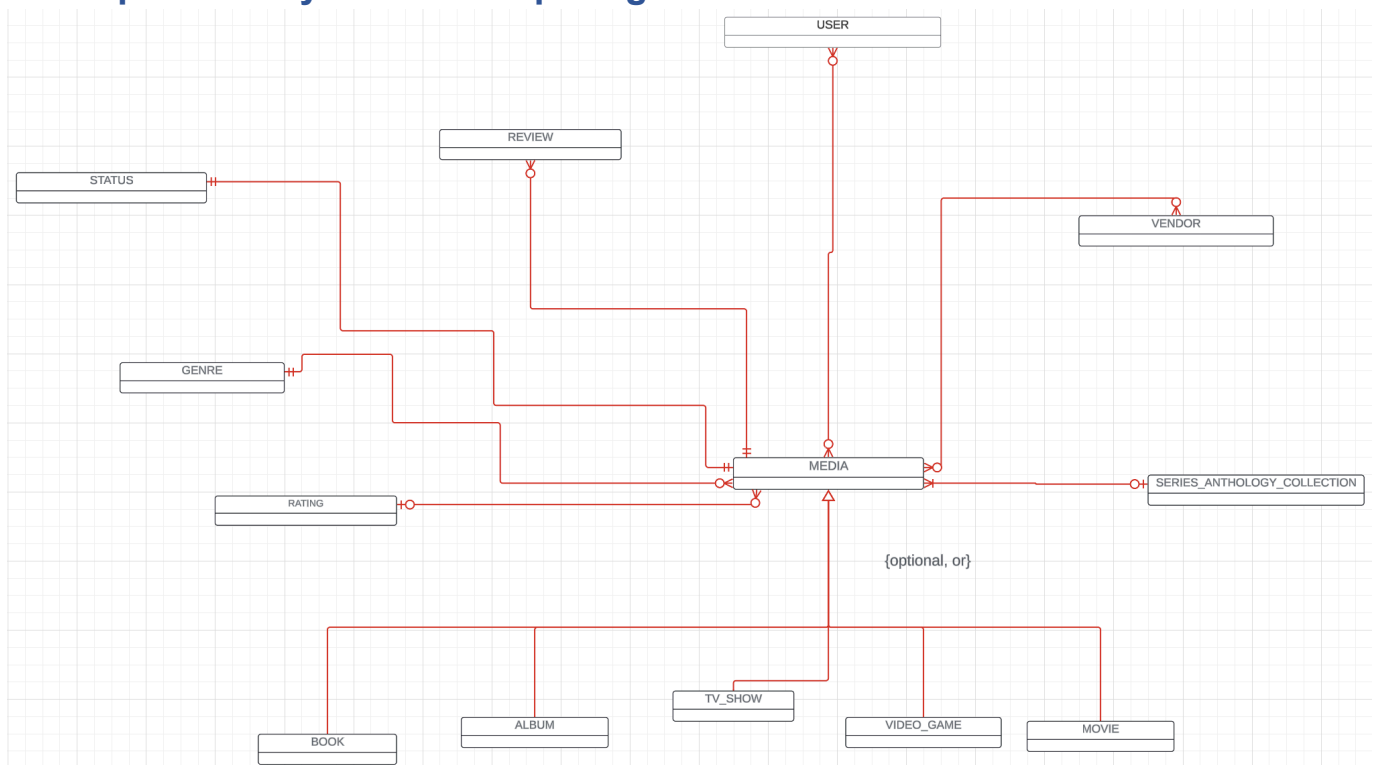 USER
REVIEW
STATUS
VENDOR
GENRE
MEDIA
SERIES_ANTHOLOGY_COLLECTION
RATING
{optional, or}
TV_SHOW
ALBUM
VIDEO_GAME
MOVIE
BOOK